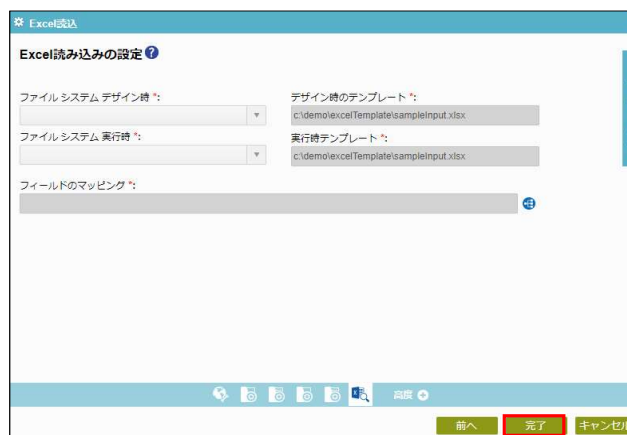 Excel読込
Excel読み込みの設定 ?
ファイル システム デザイン時 *:
デザイン時のテンプレート *:
c:\demo\excelTemplate\sampleInput.xlsx
ファイル システム 実行時 *:
実行時テンプレート *:
c:\demo\excelTemplate\sampleInput.xlsx
フィールドのマッピング *:
高度
前へ 完了 キャンセル